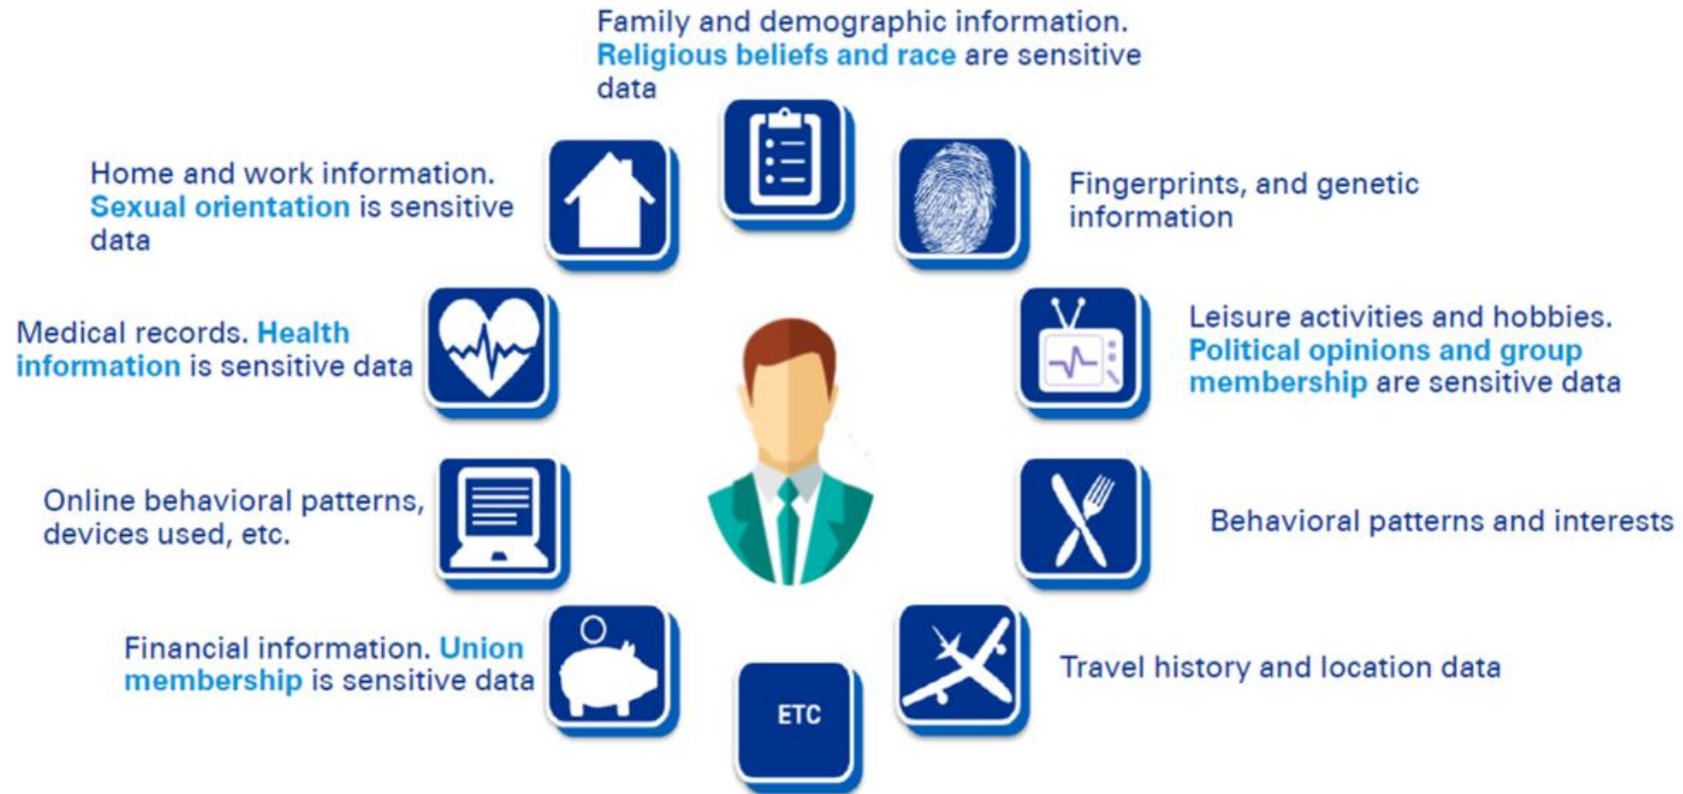 Family and demographic information.
Religious beliefs and race are sensitive
data
Home and work information.
Sexual orientation is sensitive
data
Fingerprints, and genetic
information
Medical records. Health
information is sensitive data
Leisure activities and hobbies.
Political opinions and group
membership are sensitive data
Online behavioral patterns,
devices used, etc.
Behavioral patterns and interests
Financial information. Union
membership is sensitive data
Travel history and location data
ETC